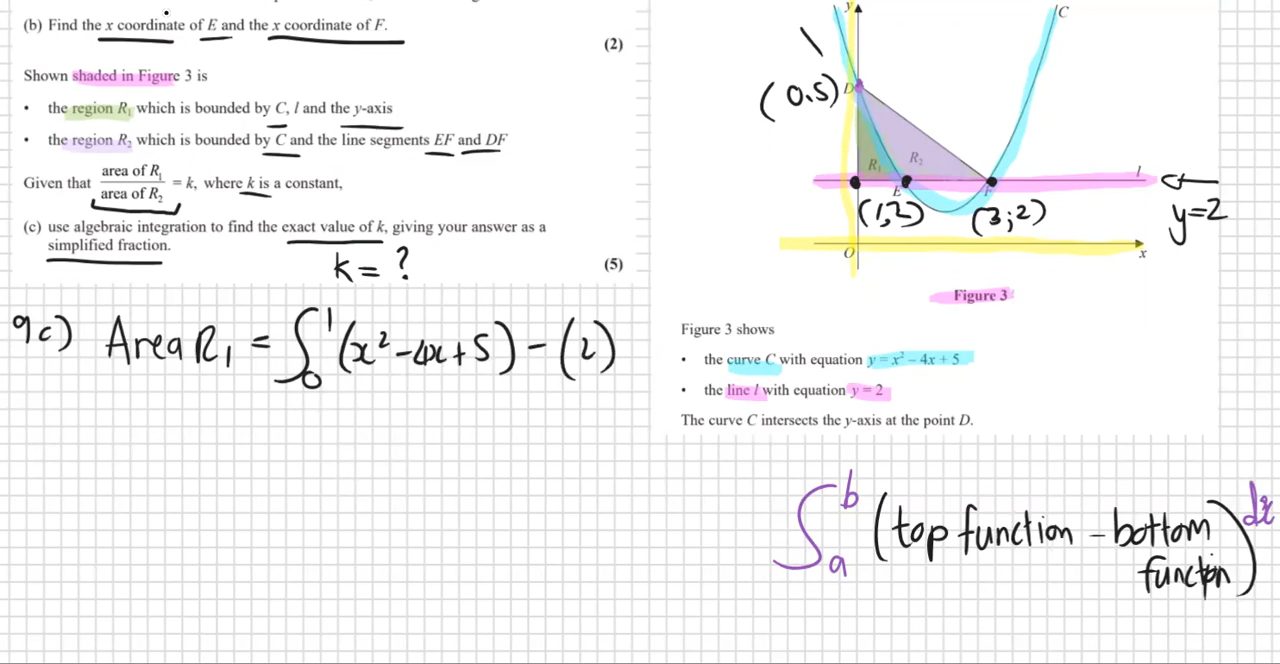 (b) Find the x coordinate of E and the x coordinate of F.
(2)
Shown shaded in Figure 3 is
• the region R₁ which is bounded by C, l and the y-axis
• the region R₂ which is bounded by C and the line segments EF and DF
Given that area of R₁ / area of R₂ = k, where k is a constant,
(c) use algebraic integration to find the exact value of k, giving your answer as a
simplified fraction.
(5)
k = ?
9c) Area R₁ = ∫₀¹ (x² - 4x + 5) - (2)
y
C
D
(0,5)
R₁
R₂
l
E
F
(1,2)
(3;2)
y=2
O
x
Figure 3
Figure 3 shows
• the curve C with equation y = x² – 4x + 5
• the line l with equation y = 2
The curve C intersects the y-axis at the point D.
∫ₐᵇ (top function - bottom
function) dx